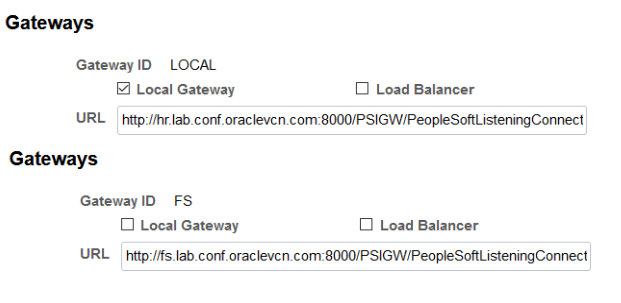 Gateways
Gateway ID LOCAL
Local Gateway Load Balancer
URL http://hr.lab.conf.oraclevcn.com:8000/PSIGW/PeopleSoftListeningConnect
Gateways
Gateway ID FS
Local Gateway Load Balancer
URL http://fs.lab.conf.oraclevcn.com:8000/PSIGW/PeopleSoftListeningConnect